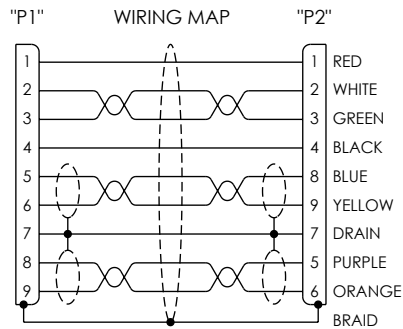 "P1" WIRING MAP "P2"
1 1 RED
2 2 WHITE
3 3 GREEN
4 4 BLACK
5 8 BLUE
6 9 YELLOW
7 7 DRAIN
8 5 PURPLE
9 6 ORANGE
BRAID